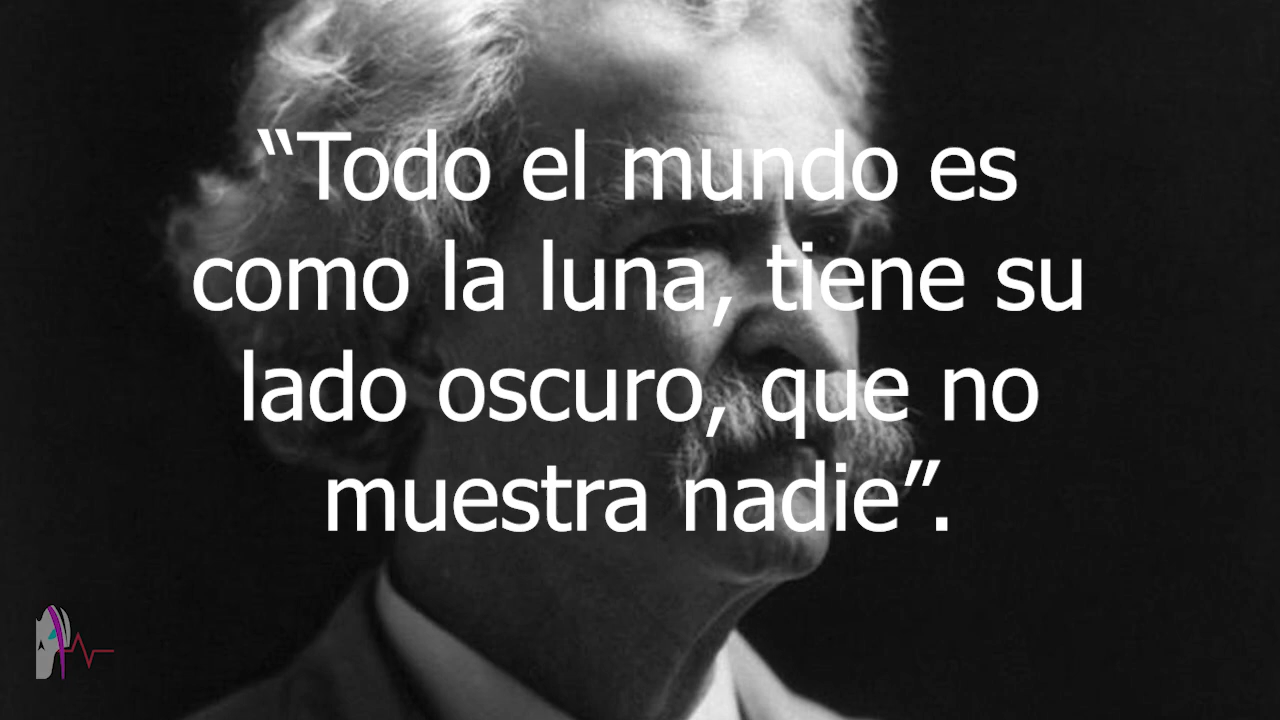 “Todo el mundo es
como la luna, tiene su
lado oscuro, que no
muestra nadie”.